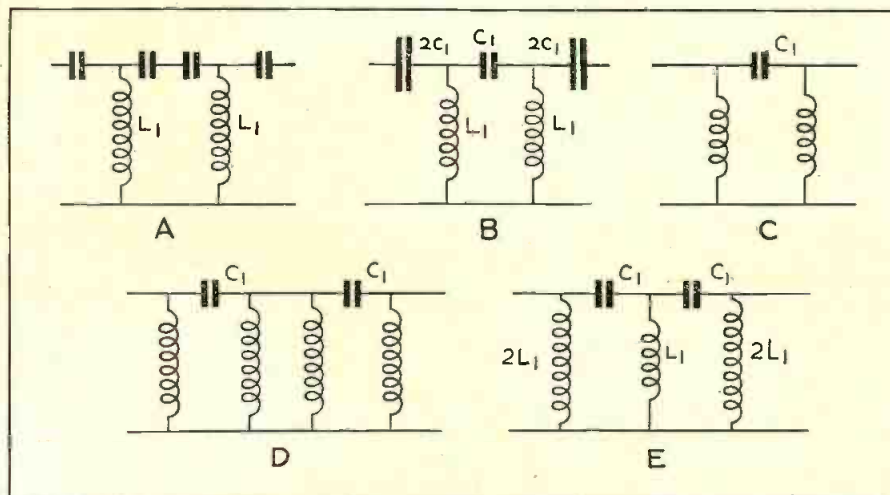 2C₁ C₁ 2C₁ C₁
L₁ L₁ L₁ L₁
A B C
C₁ C₁ C₁ C₁
2L₁ L₁ 2L₁
D E